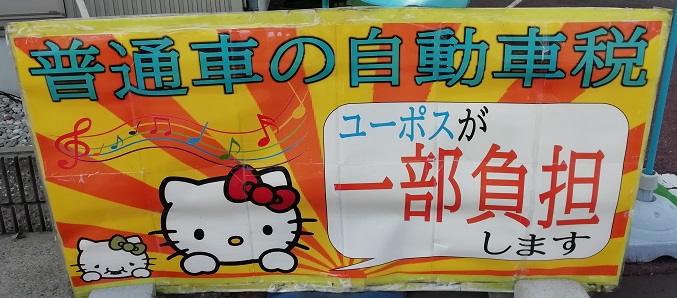 普通車の自動車税
ユーポスが
一部負担
します